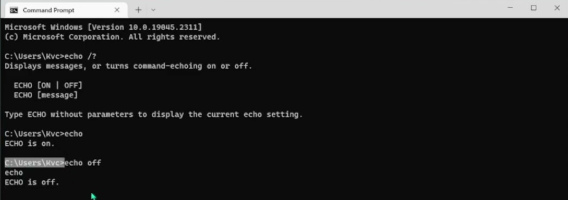 Command Prompt
Microsoft Windows [Version 10.0.19045.2311]
(c) Microsoft Corporation. All rights reserved.
C:\Users\Kvc>echo /?
Displays messages, or turns command-echoing on or off.
ECHO [ON | OFF]
ECHO [message]
Type ECHO without parameters to display the current echo setting.
C:\Users\Kvc>echo
ECHO is on.
C:\Users\Kvc>echo off
echo
ECHO is off.